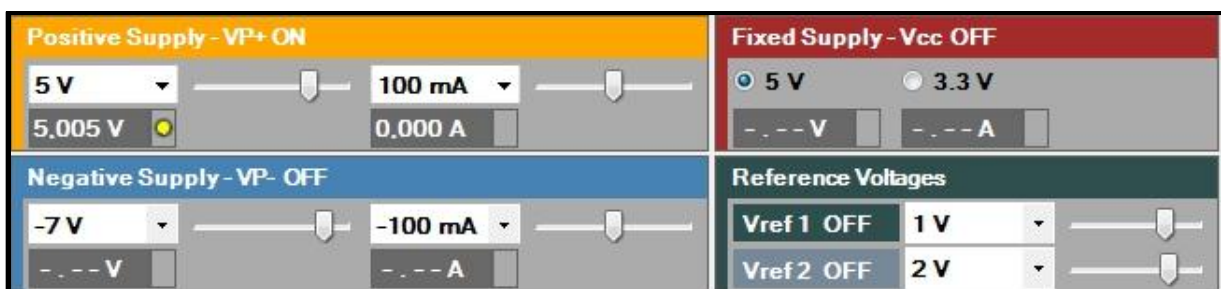 Positive Supply - VP+ ON
5 V
100 mA
5.005 V
0.000 A
Fixed Supply - Vcc OFF
5 V
3.3 V
-.--V
-.--A
Negative Supply - VP- OFF
-7 V
-100 mA
-.--V
-.--A
Reference Voltages
Vref 1 OFF
1 V
Vref 2 OFF
2 V